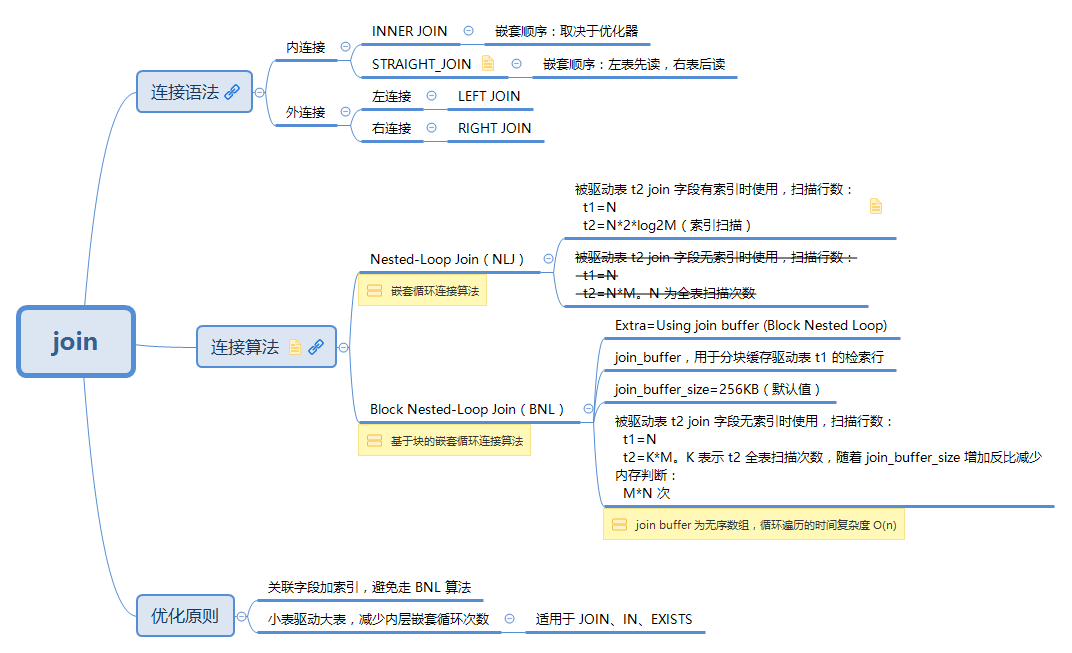 join
连接语法
内连接
INNER JOIN
嵌套顺序：取决于优化器
STRAIGHT_JOIN
嵌套顺序：左表先读，右表后读
外连接
左连接
LEFT JOIN
右连接
RIGHT JOIN
连接算法
Nested-Loop Join（NLJ）
嵌套循环连接算法
被驱动表 t2 join 字段有索引时使用，扫描行数：
t1=N
t2=N*2*log2M（索引扫描）
被驱动表 t2 join 字段无索引时使用，扫描行数：
t1=N
t2=N*M。N 为全表扫描次数
Block Nested-Loop Join（BNL）
基于块的嵌套循环连接算法
Extra=Using join buffer (Block Nested Loop)
join_buffer，用于分块缓存驱动表 t1 的检索行
join_buffer_size=256KB（默认值）
被驱动表 t2 join 字段无索引时使用，扫描行数：
t1=N
t2=K*M。K 表示 t2 全表扫描次数，随着 join_buffer_size 增加反比减少
内存判断：
M*N 次
join buffer 为无序数组，循环遍历的时间复杂度 O(n)
优化原则
关联字段加索引，避免走 BNL 算法
小表驱动大表，减少内层嵌套循环次数
适用于 JOIN、IN、EXISTS